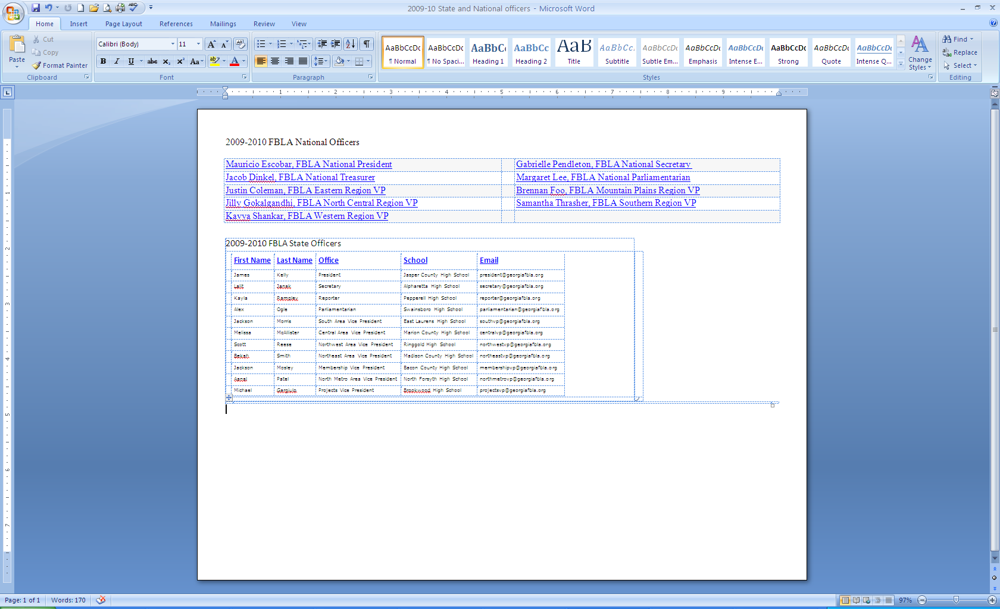 2009-10 State and National officers - Microsoft Word
Home Insert Page Layout References Mailings Review View
Paste
Cut
Copy
Format Painter
Clipboard
Calibri (Body) 11
Font
Paragraph
AaBbCcDc AaBbCcDc AaBbCc AaBbCc AaB AaBbCc. AaBbCcDc AaBbCcDc AaBbCcDc AaBbCcDc AaBbCcDc AaBbCcDc
¶ Normal ¶ No Spaci... Heading 1 Heading 2 Title Subtitle Subtle Em... Emphasis Intense E... Strong Quote Intense Q...
Styles
Change Styles
Find
Replace
Select
Editing
1 2 3 4 5 6 7 8 9
2009-2010 FBLA National Officers
Mauricio Escobar, FBLA National President Gabrielle Pendleton, FBLA National Secretary
Jacob Dinkel, FBLA National Treasurer Margaret Lee, FBLA National Parliamentarian
Justin Coleman, FBLA Eastern Region VP Brennan Foo, FBLA Mountain Plains Region VP
Jilly Gokalgandhi, FBLA North Central Region VP Samantha Thrasher, FBLA Southern Region VP
Kavya Shankar, FBLA Western Region VP
2009-2010 FBLA State Officers
First Name Last Name Office School Email
James Kelly President Jasper County High School president@georgiafbla.org
Lalit Janak Secretary Alpharetta High School secretary@georgiafbla.org
Kayla Rampley Reporter Pepperell High School reporter@georgiafbla.org
Alex Ogle Parliamentarian Swainsboro High School parliamentarian@georgiafbla.org
Jackson Morris South Area Vice President East Laurens High School southvp@georgiafbla.org
Melissa McAllister Central Area Vice President Marion County High School centralvp@georgiafbla.org
Scott Reese Northwest Area Vice President Ringgold High School northwestvp@georgiafbla.org
Bekah Smith Northeast Area Vice President Madison County High School northeastvp@georgiafbla.org
Jackson Mosley Membership Vice President Bacon County High School membershipvp@georgiafbla.org
Aanal Patel North Metro Area Vice President North Forsyth High School northmetrovp@georgiafbla.org
Michael Gargiulo Projects Vice President Brookwood High School projectsvp@georgiafbla.org
1
2
3
4
5
6
7
Page: 1 of 1 Words: 170 97%